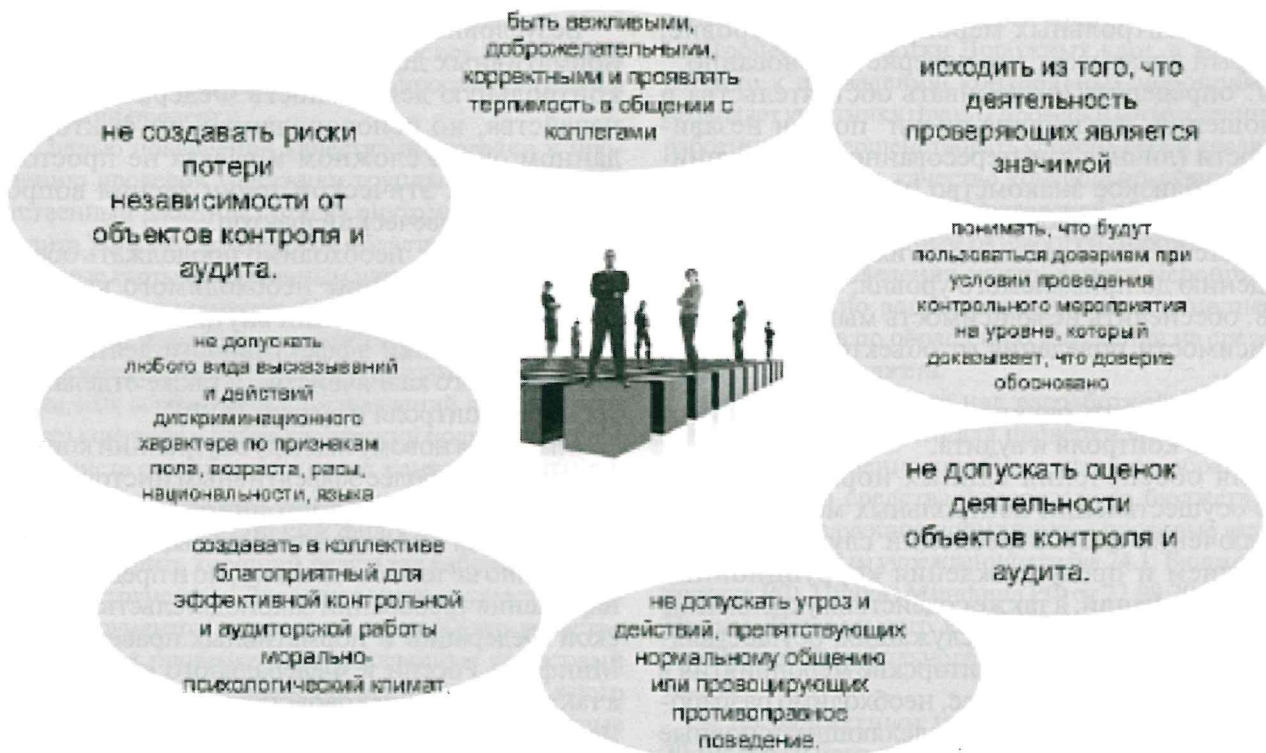 быть вежливыми,
доброжелательными,
корректными и проявлять
терпимость в общении с
коллегами
исходить из того, что
деятельность
проверяющих является
значимой
понимать, что будут
пользоваться доверием при
условии проведения
контрольного мероприятия
на уровне, который
доказывает, что доверие
обосновано
не допускать оценок
деятельности
объектов контроля и
аудита.
не допускать угроз и
действий, препятствующих
нормальному общению
или провоцирующих
противоправное
поведение.
создавать в коллективе
благоприятный для
эффективной контрольной
и аудиторской работы
морально-
психологический климат.
не допускать
любого вида высказываний
и действий
дискриминационного
характера по признакам
пола, возраста, расы,
национальности, языка
не создавать риски
потери
независимости от
объектов контроля и
аудита.